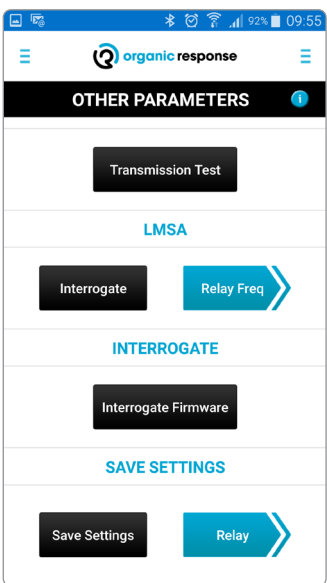 92% 09:55
organic response
OTHER PARAMETERS i
Transmission Test
LMSA
Interrogate Relay Freq
INTERROGATE
Interrogate Firmware
SAVE SETTINGS
Save Settings Relay